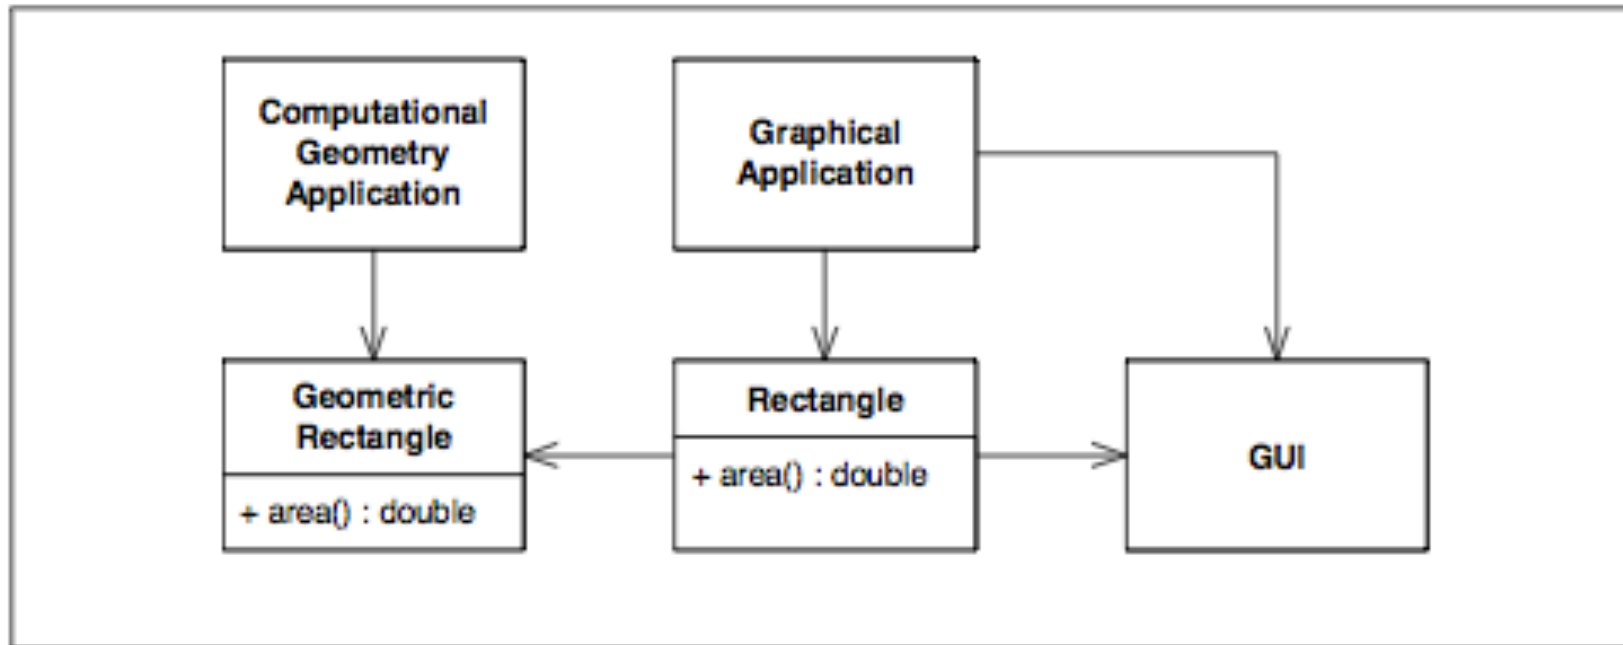 Computational
Geometry
Application
Graphical
Application
Geometric
Rectangle
+ area() : double
Rectangle
+ area() : double
GUI